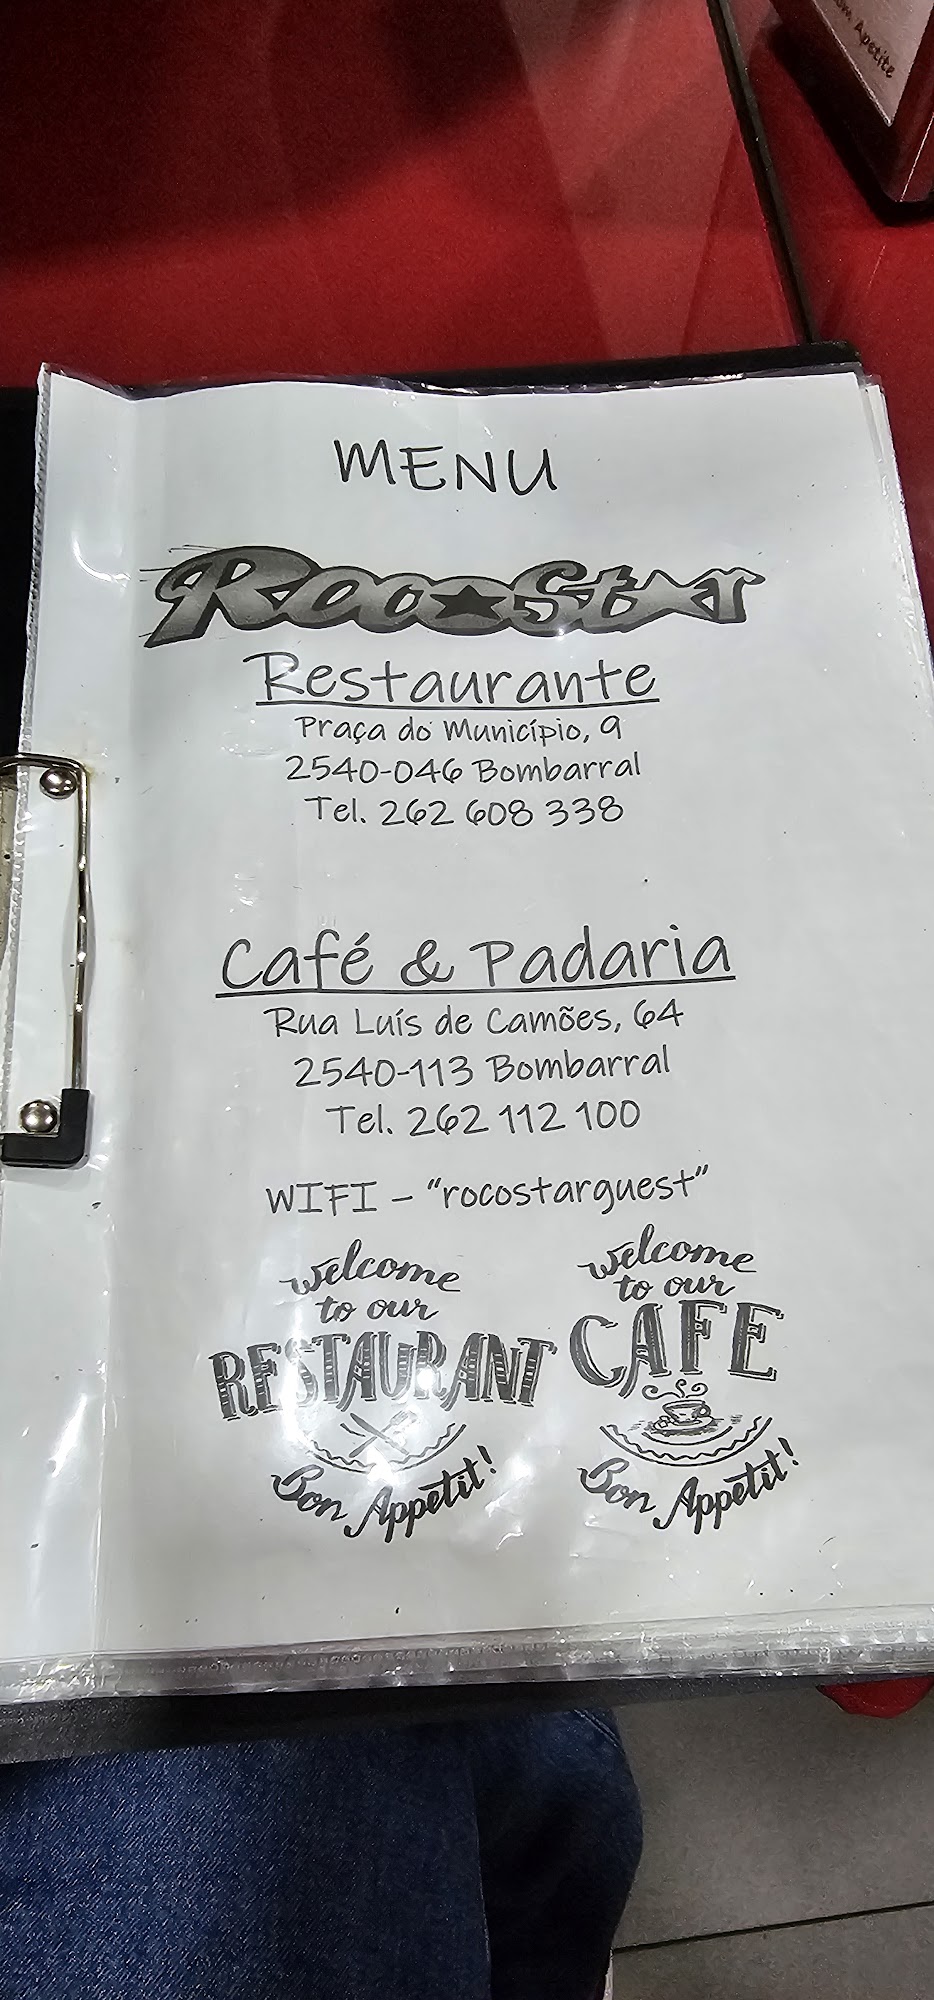 om Apetite
MENU
Roco★Star
Restaurante
Praça do Município, 9
2540-046 Bombarral
Tel. 262 608 338
Café & Padaria
Rua Luís de Camões, 64
2540-113 Bombarral
Tel. 262 112 100
WIFI – "rocostarguest"
welcome
to our
RESTAURANT
Bon Appetit!
welcome
to our
CAFE
Bon Appetit!